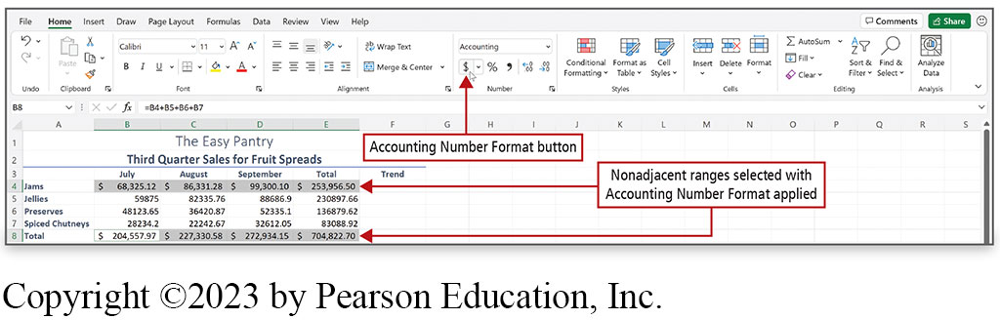 File Home Insert Draw Page Layout Formulas Data Review View Help Comments Share
Calibri 11 A^ A˅ Wrap Text Accounting AutoSum
Paste B I U A Merge & Center $ % , Conditional Formatting Format as Table Cell Styles Insert Delete Format Fill Clear Sort & Filter Find & Select Analyze Data
Undo Clipboard Font Alignment Number Styles Cells Editing Analysis
B8 fx =B4+B5+B6+B7
A B C D E F G H I J K L M N O P Q R S
1 The Easy Pantry
Accounting Number Format button
2 Third Quarter Sales for Fruit Spreads
3 July August September Total Trend
4 Jams $ 68,325.12 $ 86,331.28 $ 99,300.10 $ 253,956.50
5 Jellies 59875 82335.76 88686.9 230897.66
6 Preserves 48123.65 36420.87 52335.1 136879.62
7 Spiced Chutneys 28234.2 22242.67 32612.05 83088.92
8 Total $ 204,557.97 $ 227,330.58 $ 272,934.15 $ 704,822.70
Nonadjacent ranges selected with
Accounting Number Format applied
Copyright ©2023 by Pearson Education, Inc.